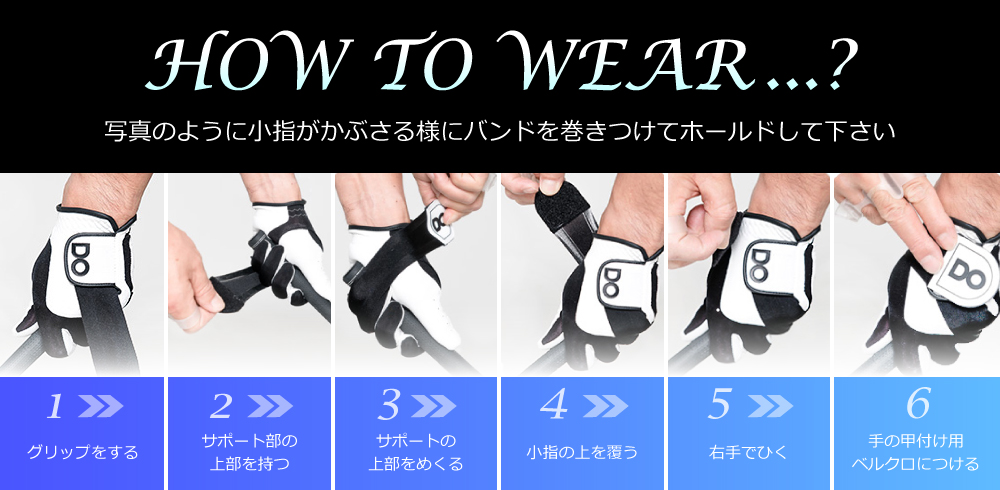 HOW TO WEAR...?
写真のように小指がかぶさる様にバンドを巻きつけてホールドして下さい
DO
DO
DO
DO
DO
1
グリップをする
2
サポート部の
上部を持つ
3
サポートの
上部をめくる
4
小指の上を覆う
5
右手でひく
6
手の甲付け用
ベルクロにつける